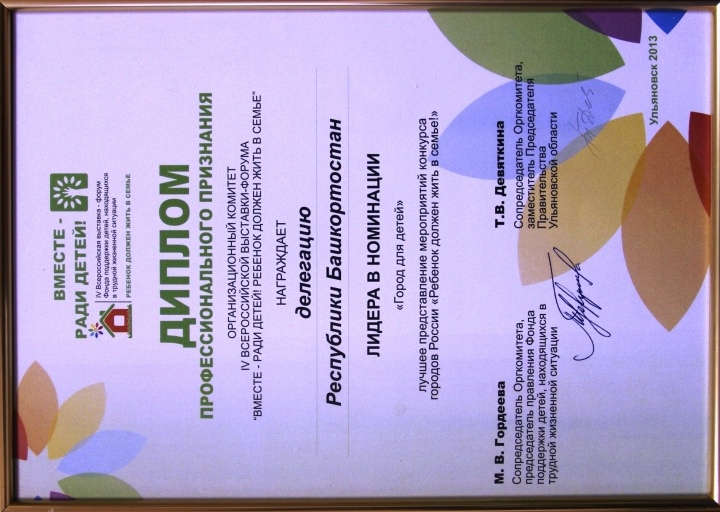 ВМЕСТЕ -
РАДИ ДЕТЕЙ!
IV Всероссийская выставка - форум
Фонда поддержки детей, находящихся
в трудной жизненной ситуации
РЕБЕНОК ДОЛЖЕН ЖИТЬ В СЕМЬЕ
ДИПЛОМ
ПРОФЕССИОНАЛЬНОГО ПРИЗНАНИЯ
ОРГАНИЗАЦИОННЫЙ КОМИТЕТ
IV ВСЕРОССИЙСКОЙ ВЫСТАВКИ-ФОРУМА
"ВМЕСТЕ - РАДИ ДЕТЕЙ! РЕБЕНОК ДОЛЖЕН ЖИТЬ В СЕМЬЕ"
НАГРАЖДАЕТ
делегацию
Республики Башкортостан
ЛИДЕРА В НОМИНАЦИИ
«Город для детей»
лучшее представление мероприятий конкурса
городов России «Ребенок должен жить в семье!»
М. В. Гордеева
Сопредседатель Оргкомитета,
председатель правления Фонда
поддержки детей, находящихся в
трудной жизненной ситуации
Т.В. Девяткина
Сопредседатель Оргкомитета,
заместитель Председателя
Правительства
Ульяновской области
Ульяновск 2013